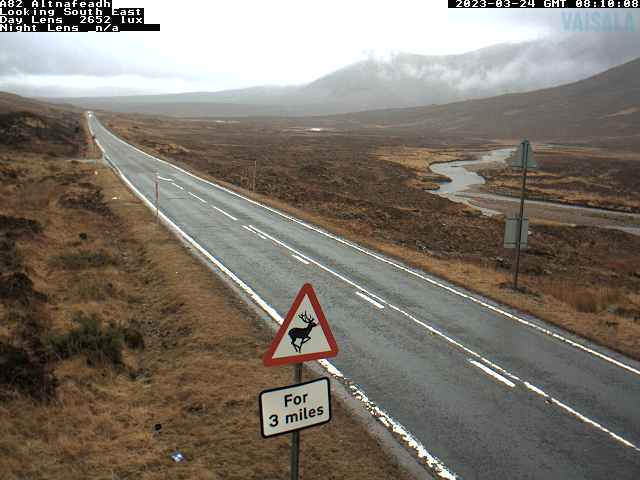 A82 Altnafeadh
Looking South East
Day Lens 2652 lux
Night Lens n/a
2023-03-24 GMT 08:10:08
VAISALA
For
3 miles